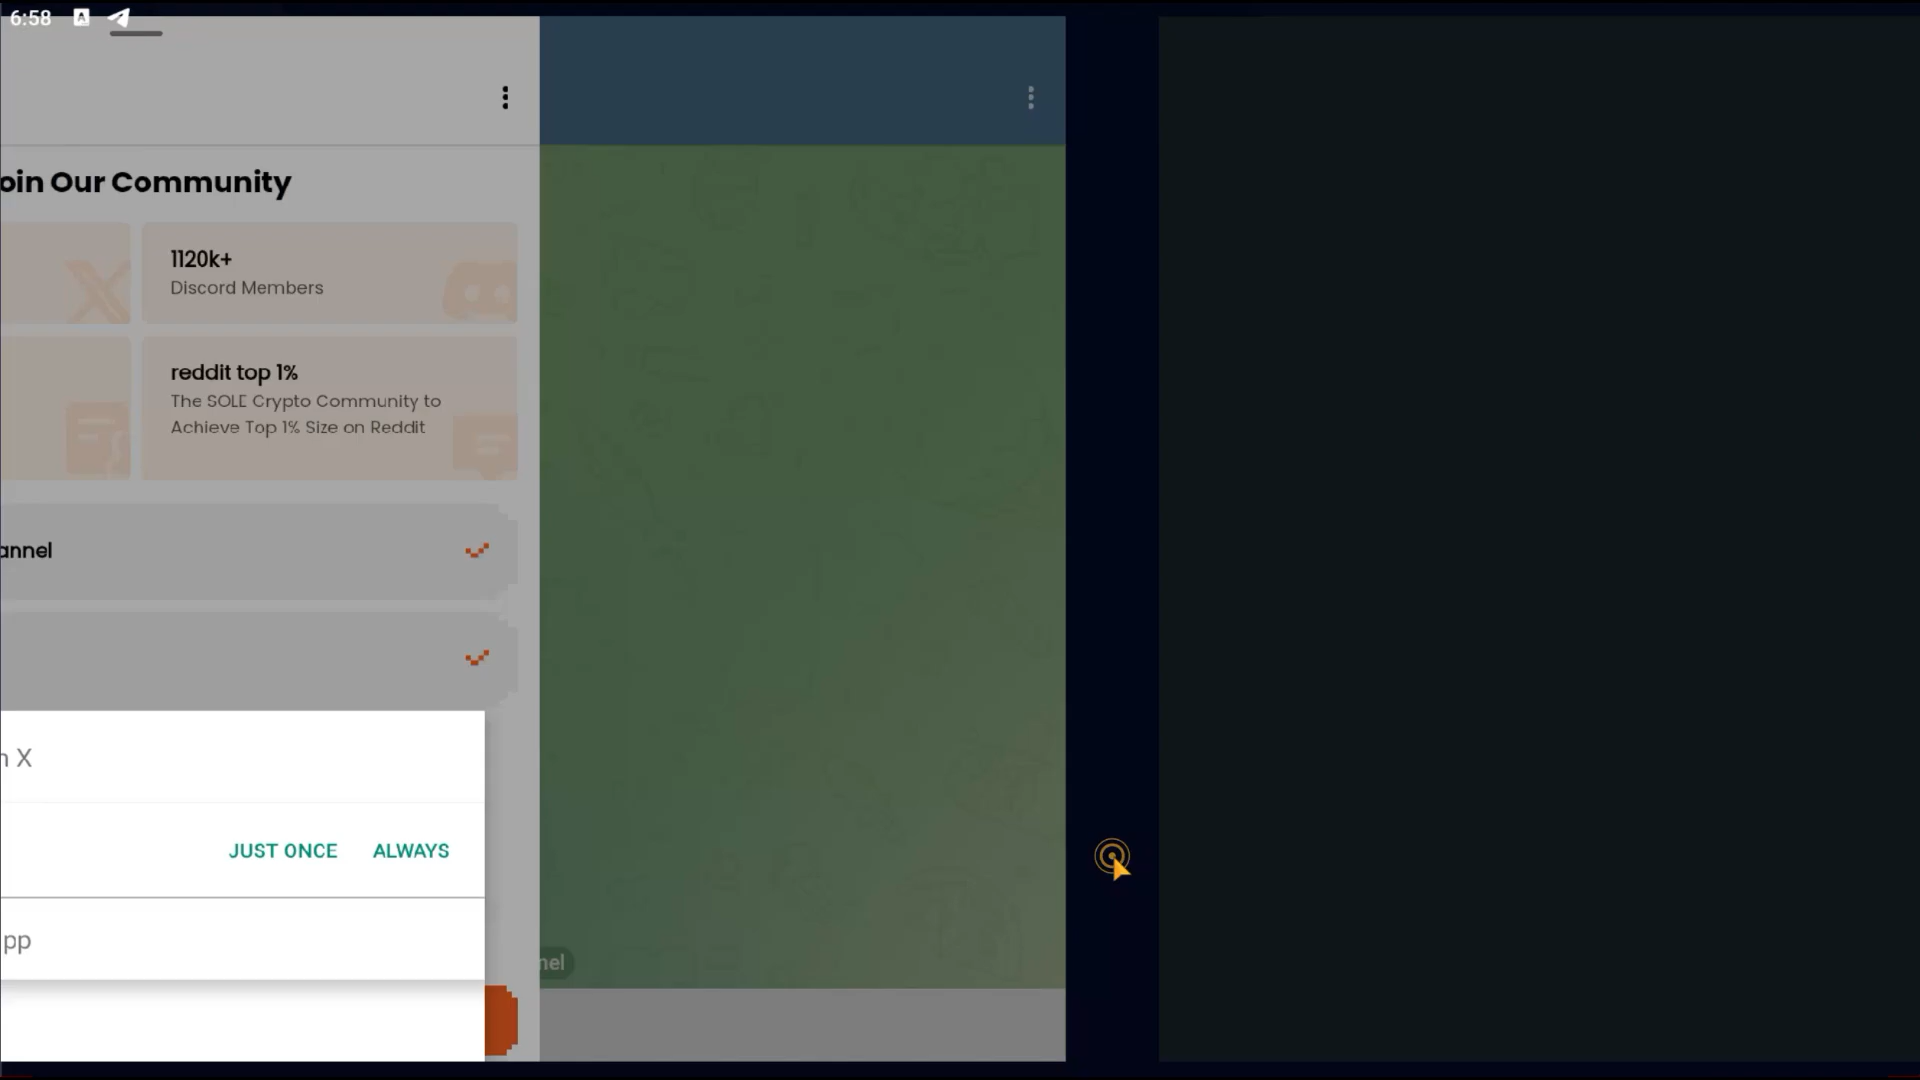 6:58
oin Our Community
1120k+
Discord Members
reddit top 1%
The SOLE Crypto Community to
Achieve Top 1% Size on Reddit
annel
n X
JUST ONCE ALWAYS
pp
nel